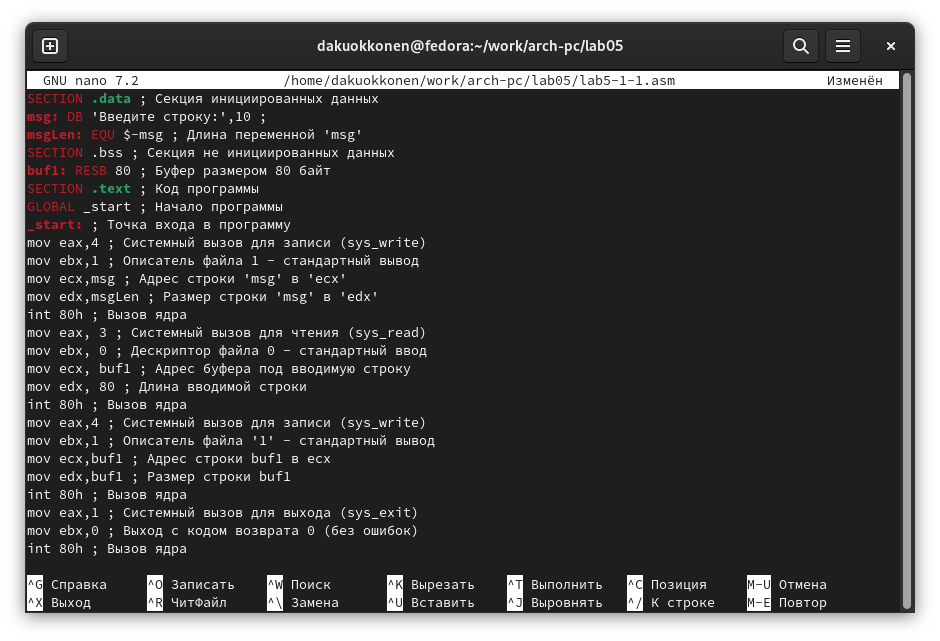 dakuokkonen@fedora:~/work/arch-pc/lab05
GNU nano 7.2 /home/dakuokkonen/work/arch-pc/lab05/lab5-1-1.asm Изменён
SECTION .data ; Секция инициированных данных
msg: DB 'Введите строку:',10 ;
msgLen: EQU $-msg ; Длина переменной 'msg'
SECTION .bss ; Секция не инициированных данных
buf1: RESB 80 ; Буфер размером 80 байт
SECTION .text ; Код программы
GLOBAL _start ; Начало программы
_start: ; Точка входа в программу
mov eax,4 ; Системный вызов для записи (sys_write)
mov ebx,1 ; Описатель файла 1 - стандартный вывод
mov ecx,msg ; Адрес строки 'msg' в 'ecx'
mov edx,msgLen ; Размер строки 'msg' в 'edx'
int 80h ; Вызов ядра
mov eax, 3 ; Системный вызов для чтения (sys_read)
mov ebx, 0 ; Дескриптор файла 0 - стандартный ввод
mov ecx, buf1 ; Адрес буфера под вводимую строку
mov edx, 80 ; Длина вводимой строки
int 80h ; Вызов ядра
mov eax,4 ; Системный вызов для записи (sys_write)
mov ebx,1 ; Описатель файла '1' - стандартный вывод
mov ecx,buf1 ; Адрес строки buf1 в ecx
mov edx,buf1 ; Размер строки buf1
int 80h ; Вызов ядра
mov eax,1 ; Системный вызов для выхода (sys_exit)
mov ebx,0 ; Выход с кодом возврата 0 (без ошибок)
int 80h ; Вызов ядра
^G Справка ^O Записать ^W Поиск ^K Вырезать ^T Выполнить ^C Позиция M-U Отмена
^X Выход ^R ЧитФайл ^\ Замена ^U Вставить ^J Выровнять ^/ К строке M-E Повтор